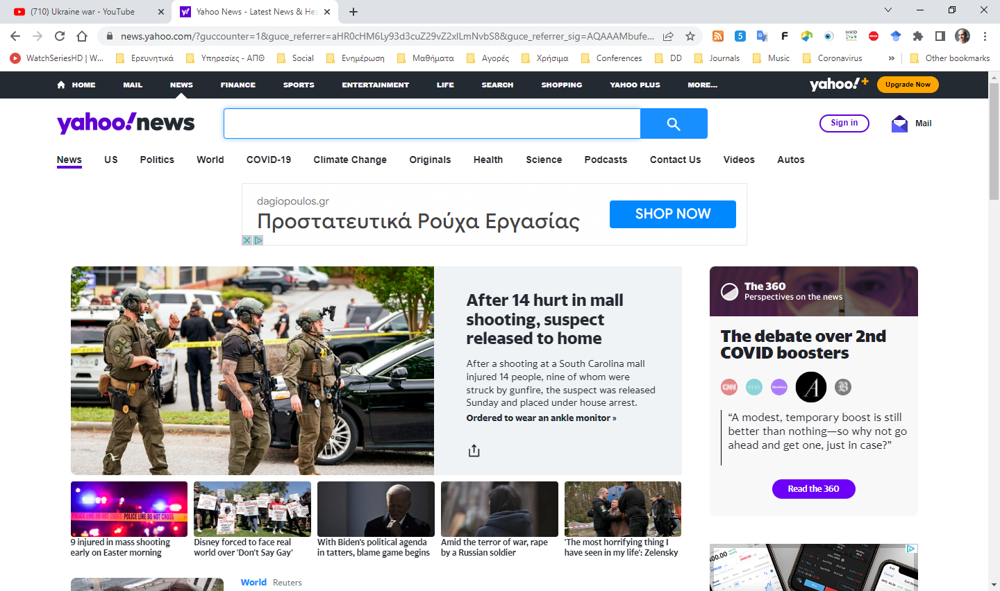 (710) Ukraine war - YouTube
Yahoo News - Latest News & Hea
news.yahoo.com/?guccounter=1&guce_referrer=aHR0cHM6Ly93d3cuZ29vZ2xlLmNvbS8&guce_referrer_sig=AQAAAMbufe...
WatchSeriesHD | W...
Ερευνητικά
Υπηρεσίες - ΑΠΘ
Social
Ενημέρωση
Μαθήματα
Αγορές
Χρήσιμα
Conferences
DD
Journals
Music
Coronavirus
»
Other bookmarks
HOME MAIL NEWS FINANCE SPORTS ENTERTAINMENT LIFE SEARCH SHOPPING YAHOO PLUS MORE...
yahoo!+
Upgrade Now
yahoo!news
Sign in
Mail
News US Politics World COVID-19 Climate Change Originals Health Science Podcasts Contact Us Videos Autos
dagiopoulos.gr
Προστατευτικά Ρούχα Εργασίας
SHOP NOW
After 14 hurt in mall
shooting, suspect
released to home
After a shooting at a South Carolina mall
injured 14 people, nine of whom were
struck by gunfire, the suspect was released
Sunday and placed under house arrest.
Ordered to wear an ankle monitor »
The 360
Perspectives on the news
The debate over 2nd
COVID boosters
CNN
STAT
Bloomberg
A
B
“A modest, temporary boost is still
better than nothing—so why not go
ahead and get one, just in case?”
Read the 360
POLICE LINE DO NOT CROSS
9 injured in mass shooting
early on Easter morning
Disney forced to face real
world over 'Don't Say Gay'
With Biden's political agenda
in tatters, blame game begins
Amid the terror of war, rape
by a Russian soldier
'The most horrifying thing I
have seen in my life': Zelensky
World Reuters